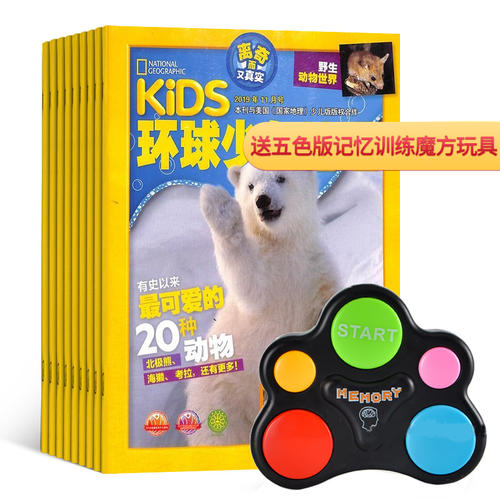 NATIONAL
GEOGRAPHIC
KiDS
离奇
而
又真实
野生
动物世界
2019年11月号
本刊与美国《国家地理》少儿版版权合作
环球少
送五色版记忆训练魔方玩具
有史以来
最可爱的
20种
动物
北极熊、
海獭、考拉，还有更多！
START
MEMORY